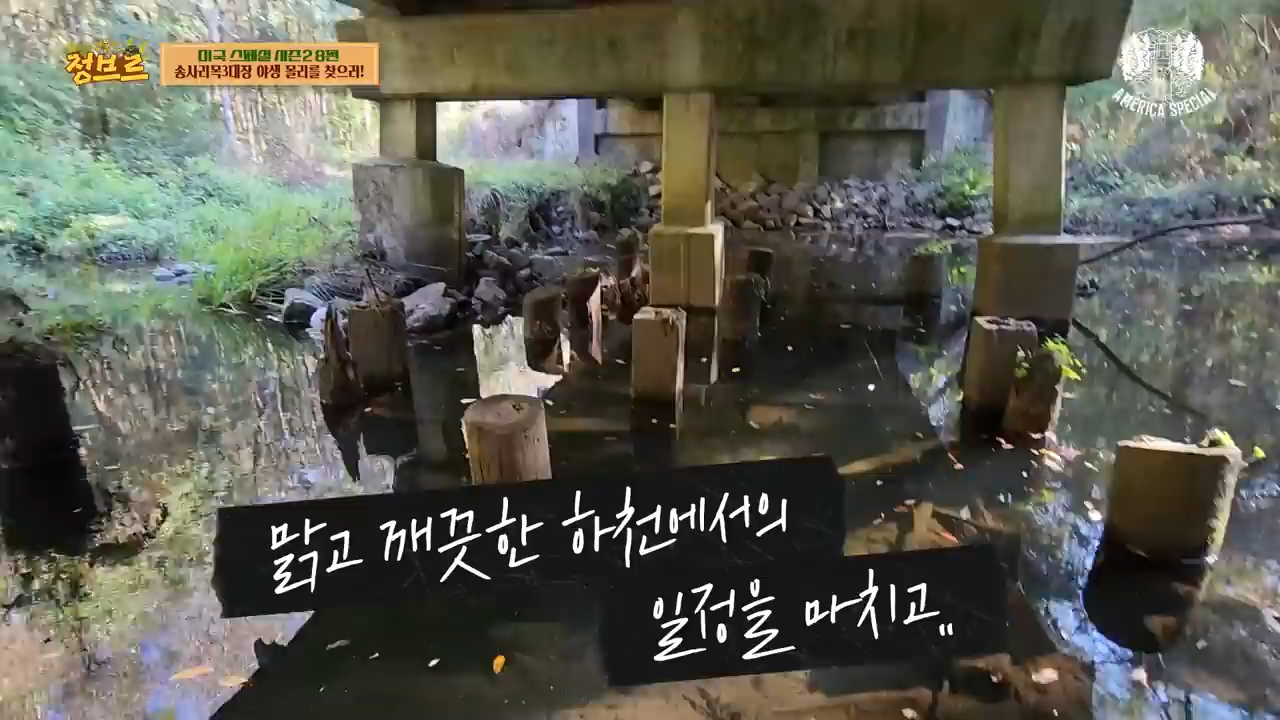 정브르
미국 스페셜 시즌2 8편
송사리목3대장 야생 몰리를 찾으러!
AMERICA SPECIAL
맑고 깨끗한 하천에서의
일정을 마치고,,